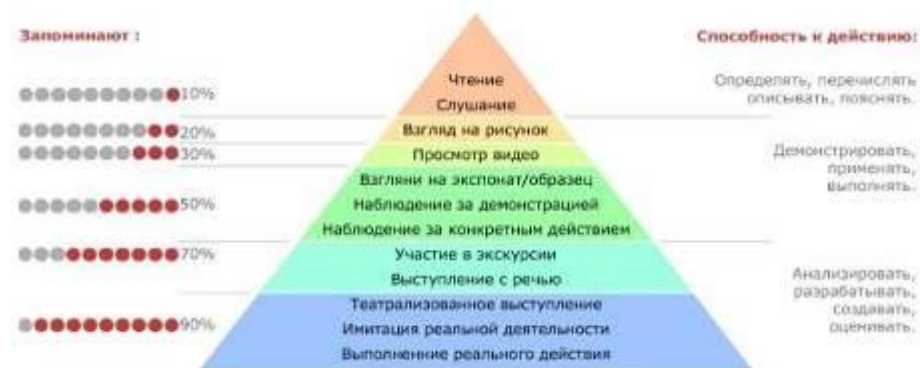 Запоминают :
10%
20%
30%
50%
70%
90%
Чтение
Слушание
Взгляд на рисунок
Просмотр видео
Взгляни на экспонат/образец
Наблюдение за демонстрацией
Наблюдение за конкретным действием
Участие в экскурсии
Выступление с речью
Театрализованное выступление
Имитация реальной деятельности
Выполненние реального действия
Способность к действию:
Определять, перечислять
описывать, пояснять.
Демонстрировать,
применять,
выполнять.
Анализировать,
разрабатывать,
создавать,
оценивать.